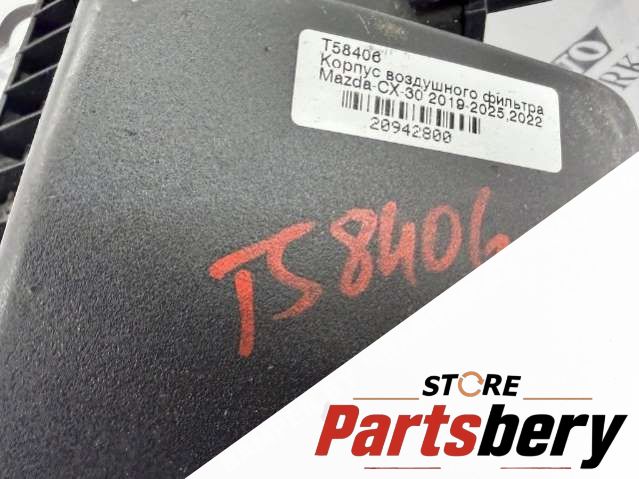 T58406
Корпус воздушного фильтра
Mazda-CX-30 2019-2025,2022
20942800
T58406
STORE
Partsbery